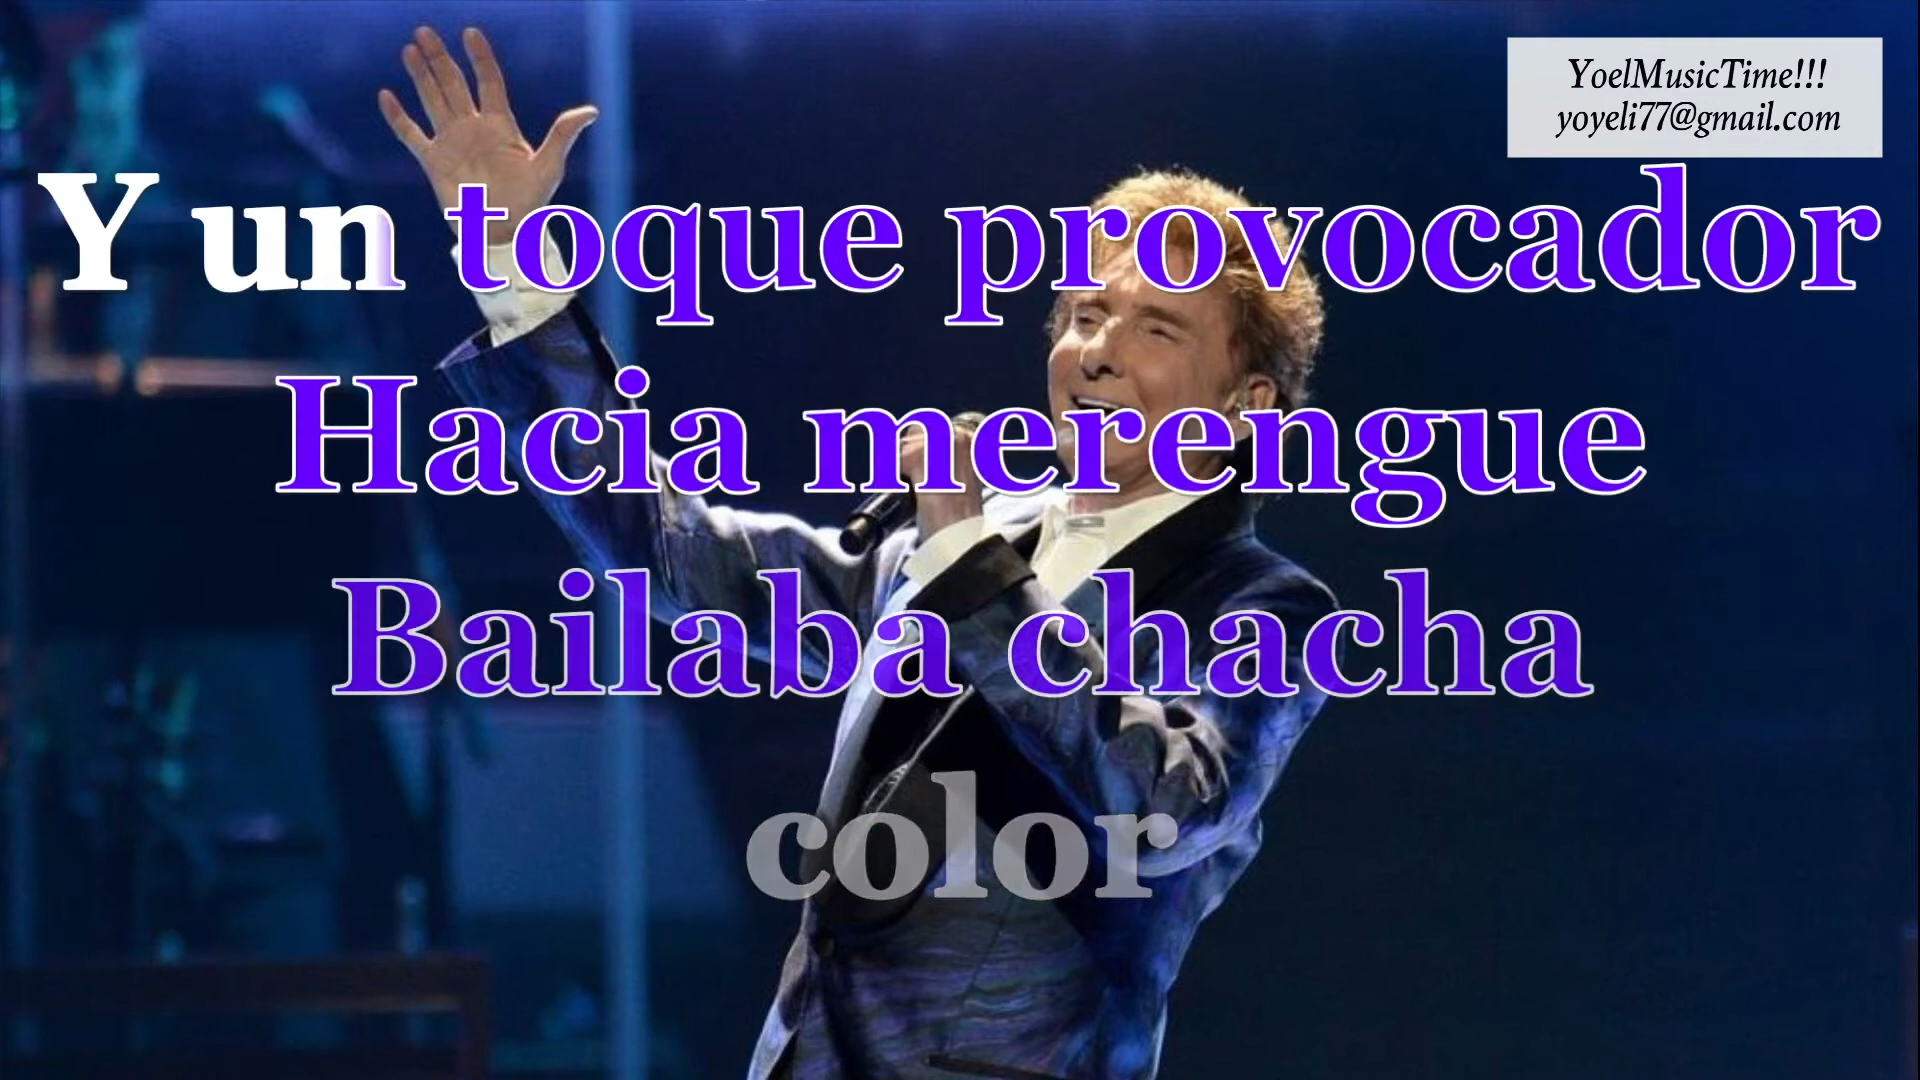 YoelMusicTime!!!
yoyeli77@gmail.com
Y un toque provocador
Hacia merengue
Bailaba chacha
color